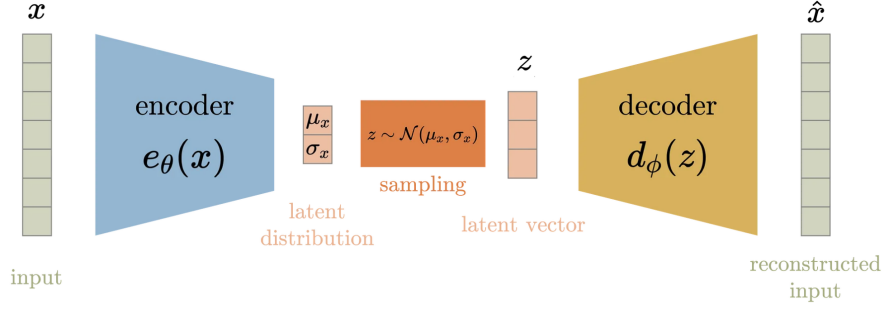 x
x̂
z
encoder
e_θ(x)
μ_x
σ_x
z ∼ 𝒩(μ_x, σ_x)
decoder
d_ϕ(z)
sampling
latent
distribution
latent vector
input
reconstructed
input